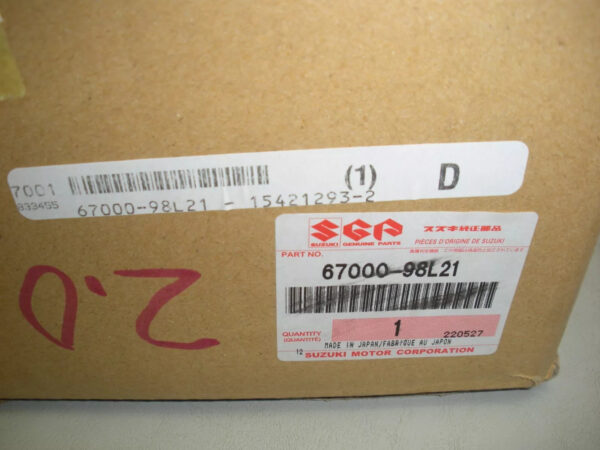 7001 (1) D
933455 67000-98L21 - 15421293-2
SGP スズキ純正部品
SUZUKI GENUINE PARTS PIÈCES D'ORIGINE DE SUZUKI
PART NO. 67000-98L21
QUANTITY
(QUANTITÉ) 1 220527
MADE IN JAPAN/FABRIQUE AU JAPON
12 SUZUKI MOTOR CORPORATION
2.0